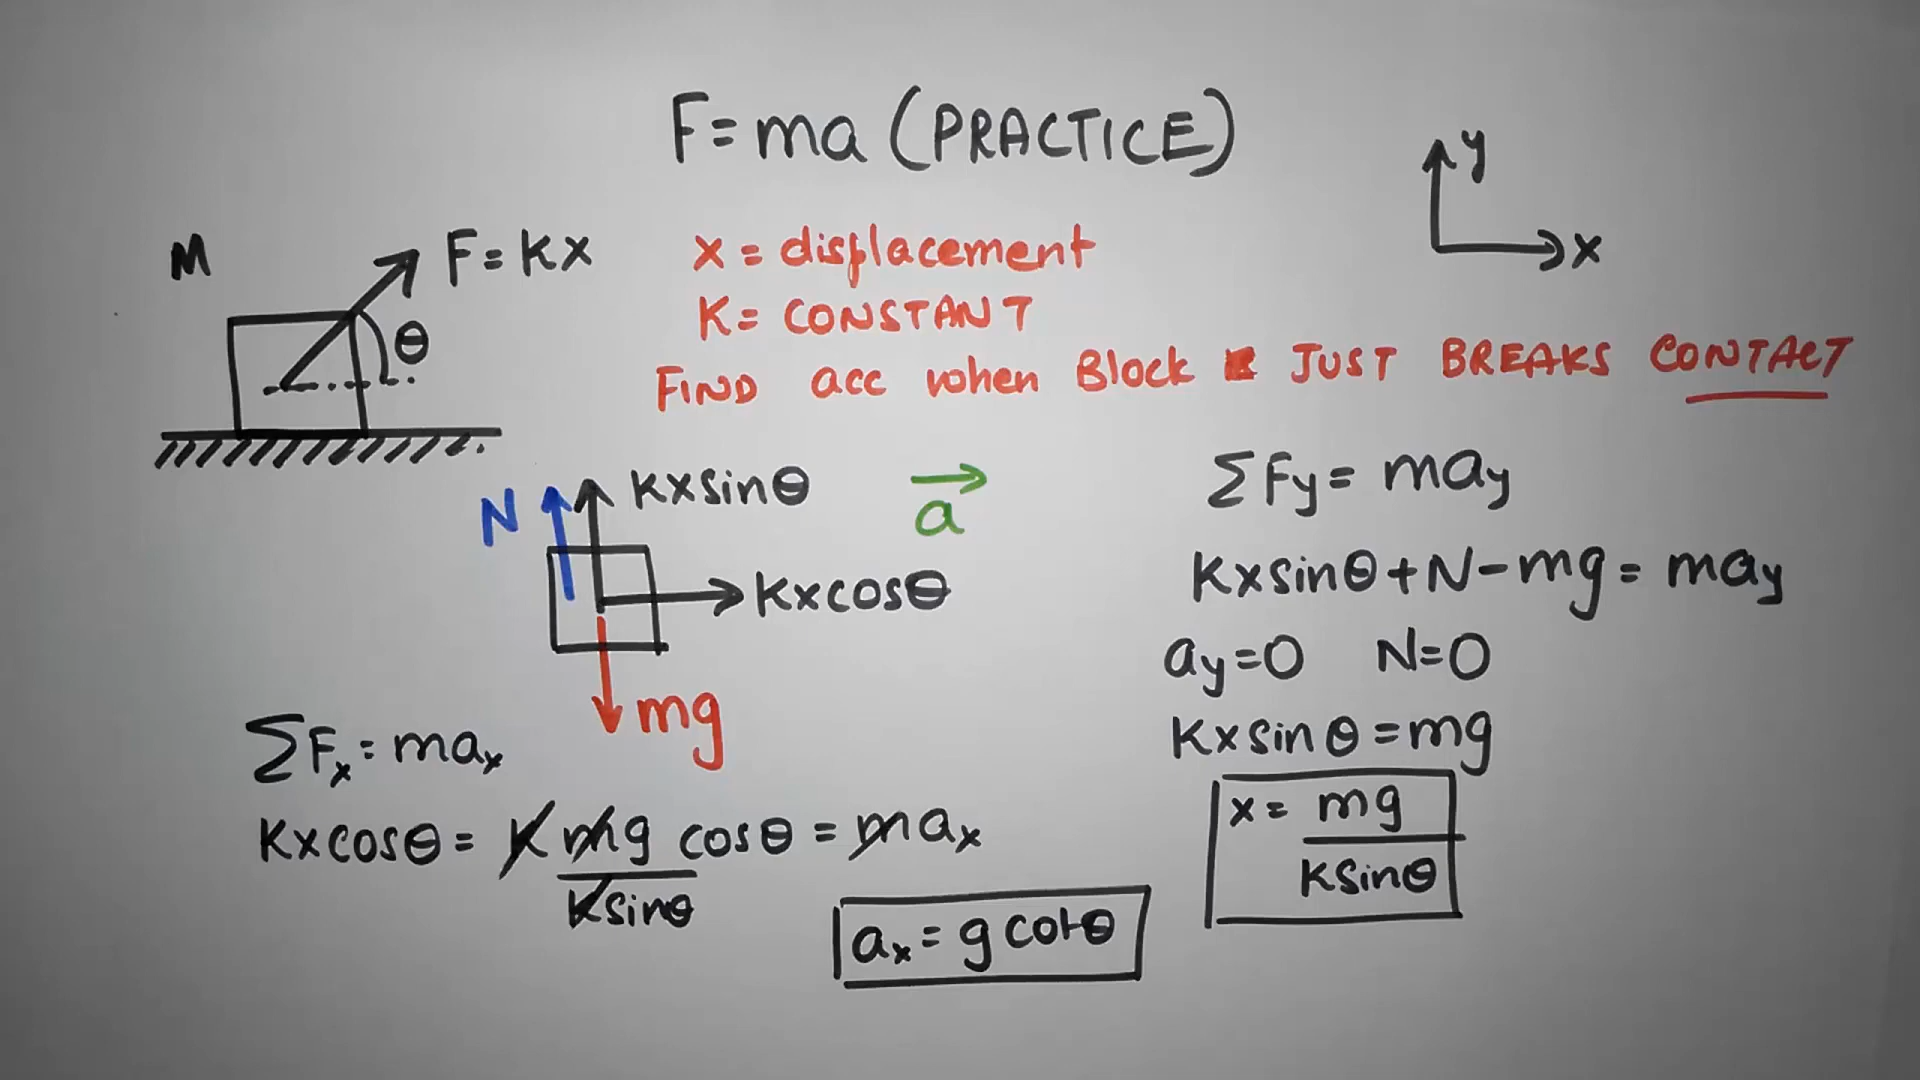 F=ma (PRACTICE)
y
x
M
F=Kx
θ
x = displacement
K= CONSTANT
FIND acc when Block JUST BREAKS CONTACT
N
Kxsinθ
a
Kxcosθ
mg
ΣFx = max
Kxcosθ = K mg/Ksinθ cosθ = max
ax = g cotθ
ΣFy = may
Kxsinθ+N-mg = may
ay=0 N=0
Kxsinθ=mg
x= mg/Ksinθ